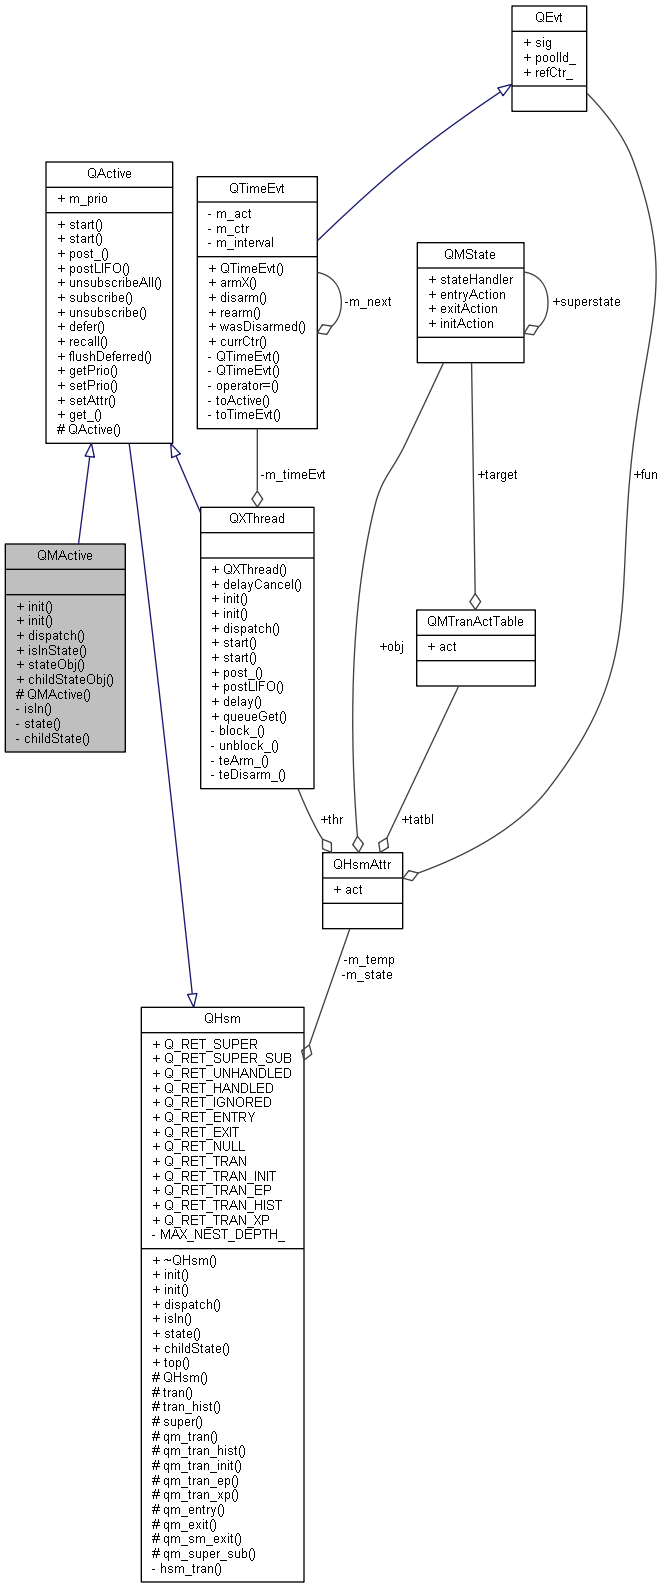 QEvt
+ sig
+ poolId_
+ refCtr_
QActive
+ m_prio
+ start()
+ start()
+ post_()
+ postLIFO()
+ unsubscribeAll()
+ subscribe()
+ unsubscribe()
+ defer()
+ recall()
+ flushDeferred()
+ getPrio()
+ setPrio()
+ setAttr()
+ get_()
# QActive()
QTimeEvt
- m_act
- m_ctr
- m_interval
+ QTimeEvt()
+ armX()
+ disarm()
+ rearm()
+ wasDisarmed()
+ currCtr()
- QTimeEvt()
- QTimeEvt()
- operator=()
- toActive()
- toTimeEvt()
-m_next
QMState
+ stateHandler
+ entryAction
+ exitAction
+ initAction
+superstate
-m_timeEvt
+target
+fun
QMActive
+ init()
+ init()
+ dispatch()
+ isInState()
+ stateObj()
+ childStateObj()
# QMActive()
- isIn()
- state()
- childState()
QXThread
+ QXThread()
+ delayCancel()
+ init()
+ init()
+ dispatch()
+ start()
+ start()
+ post_()
+ postLIFO()
+ delay()
+ queueGet()
- block_()
- unblock_()
- teArm_()
- teDisarm_()
+obj
QMTranActTable
+ act
+thr
+tatbl
QHsmAttr
+ act
-m_temp
-m_state
QHsm
+ Q_RET_SUPER
+ Q_RET_SUPER_SUB
+ Q_RET_UNHANDLED
+ Q_RET_HANDLED
+ Q_RET_IGNORED
+ Q_RET_ENTRY
+ Q_RET_EXIT
+ Q_RET_NULL
+ Q_RET_TRAN
+ Q_RET_TRAN_INIT
+ Q_RET_TRAN_EP
+ Q_RET_TRAN_HIST
+ Q_RET_TRAN_XP
- MAX_NEST_DEPTH_
+ ~QHsm()
+ init()
+ init()
+ dispatch()
+ isIn()
+ state()
+ childState()
+ top()
# QHsm()
# tran()
# tran_hist()
# super()
# qm_tran()
# qm_tran_hist()
# qm_tran_init()
# qm_tran_ep()
# qm_tran_xp()
# qm_entry()
# qm_exit()
# qm_sm_exit()
# qm_super_sub()
- hsm_tran()